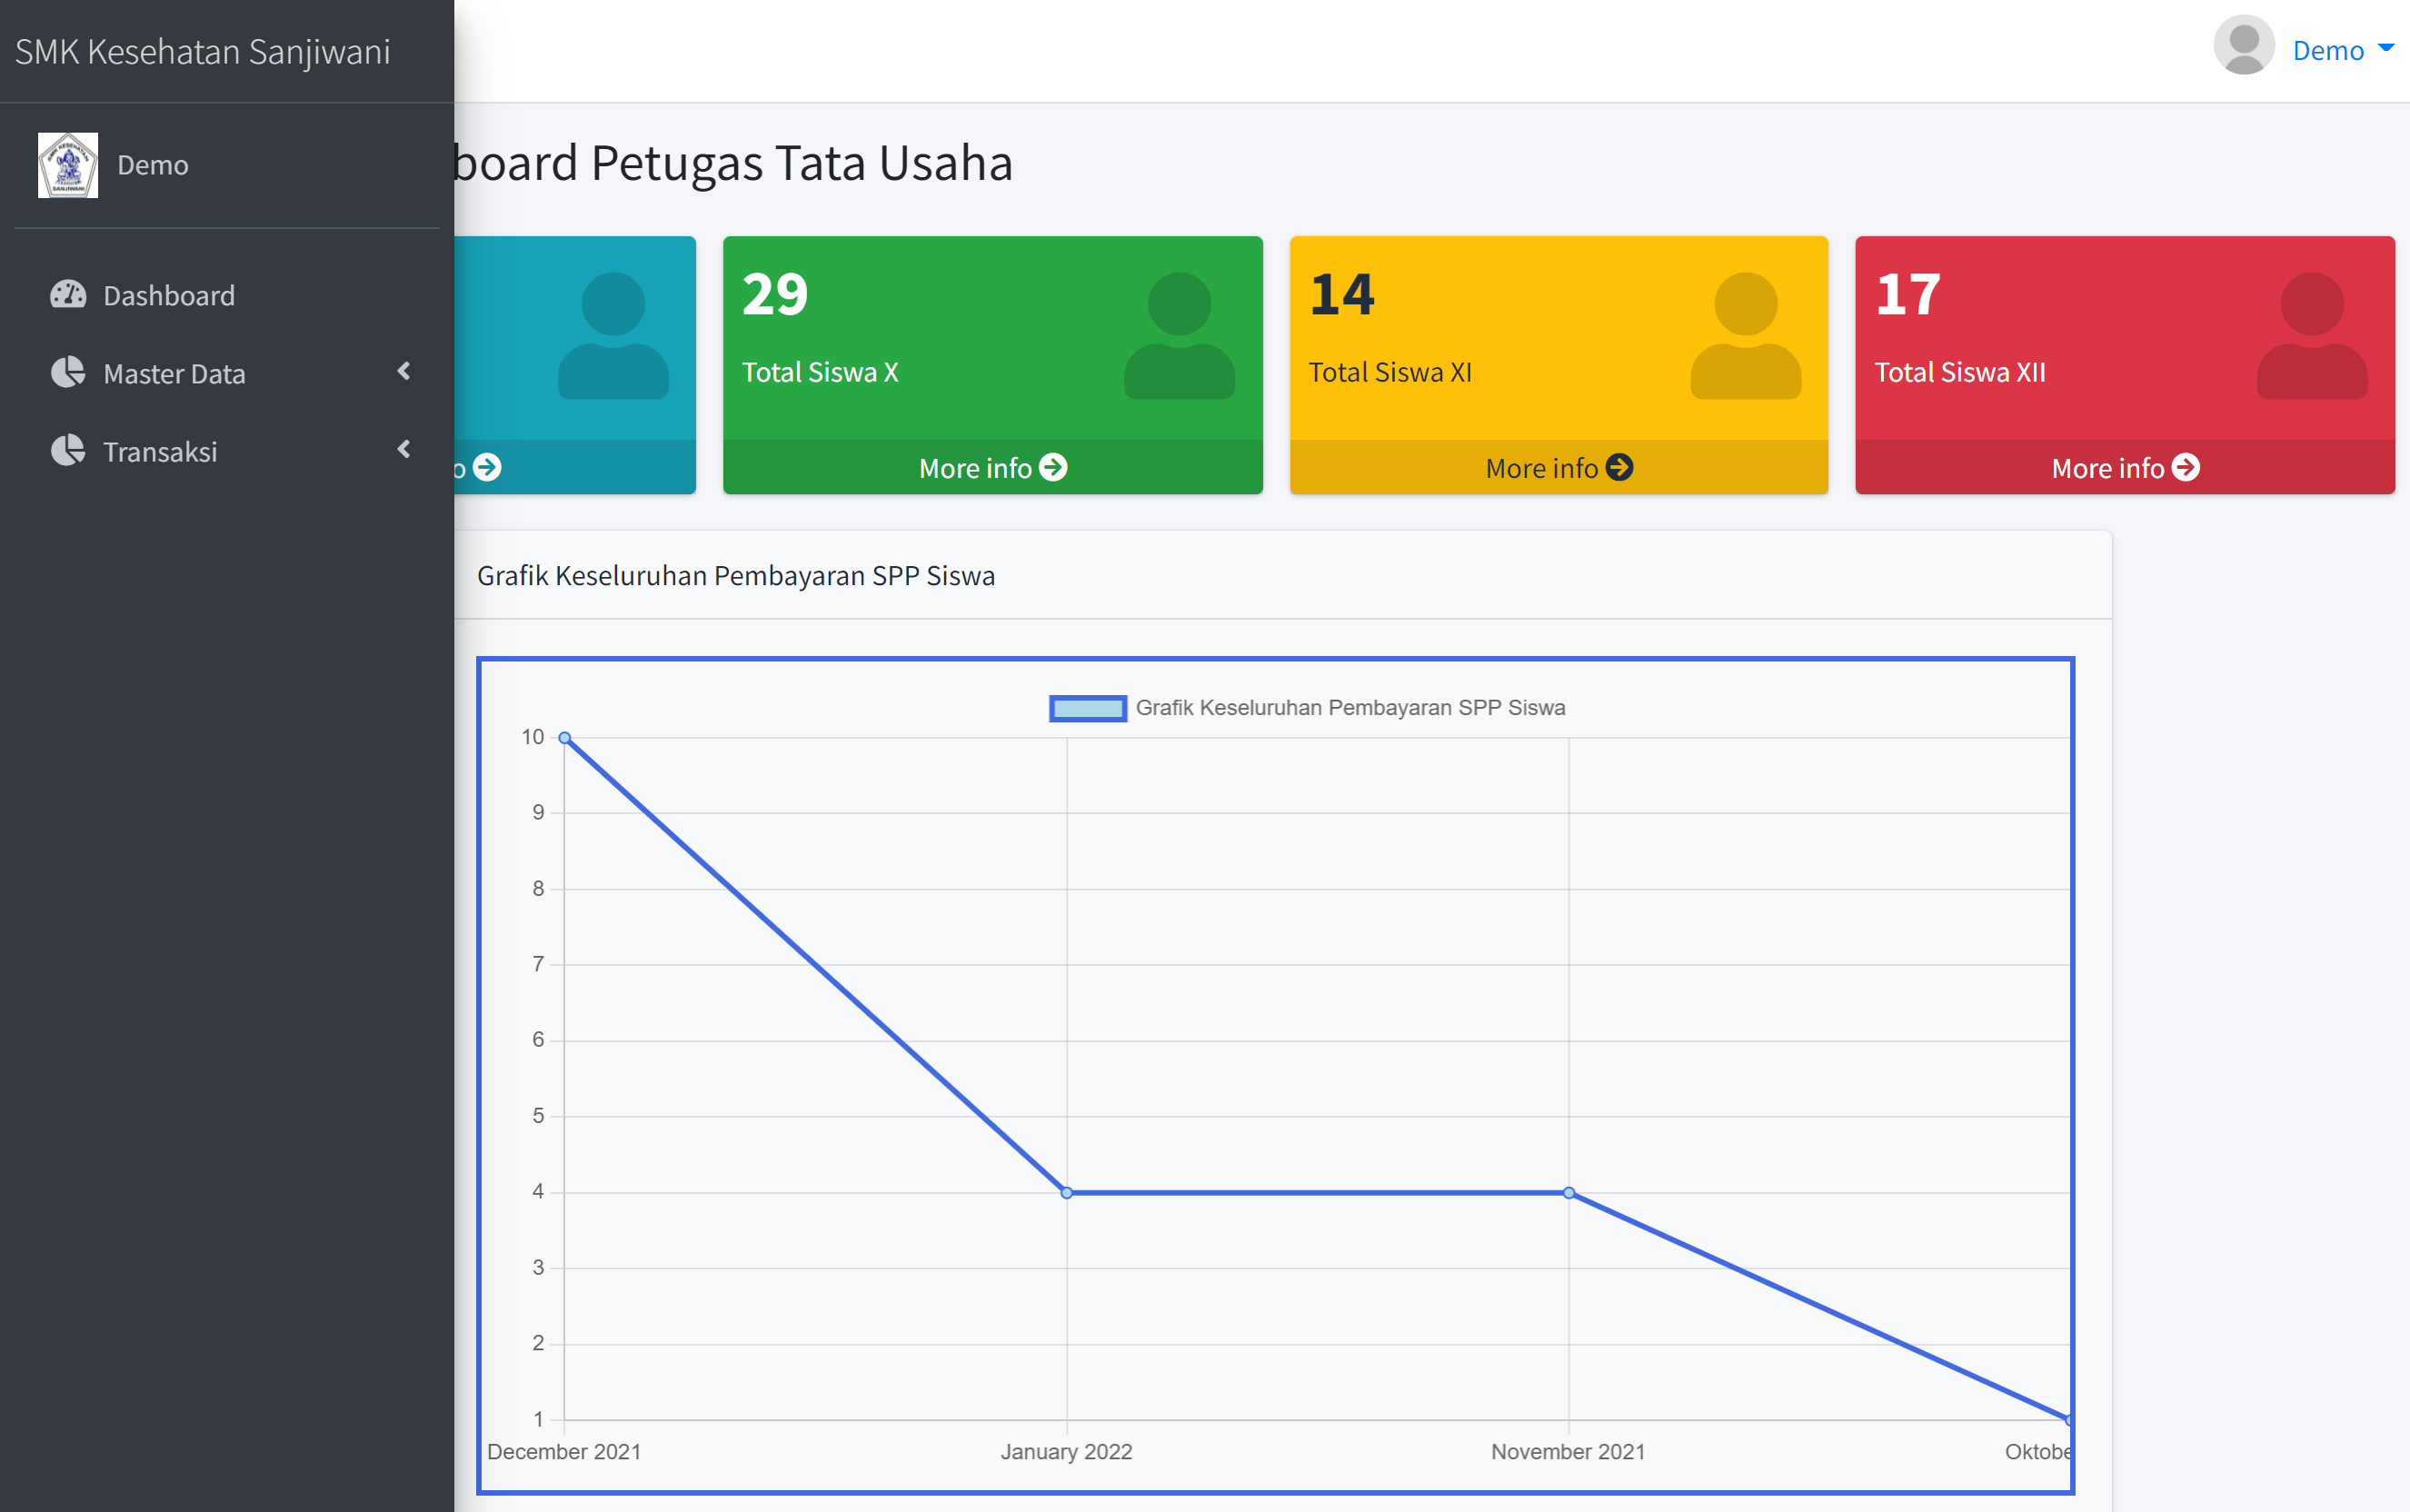 SMK Kesehatan Sanjiwani
Demo
Demo
Dashboard
Master Data
Transaksi
board Petugas Tata Usaha
29
Total Siswa X
More info
14
Total Siswa XI
More info
17
Total Siswa XII
More info
o
Grafik Keseluruhan Pembayaran SPP Siswa
Grafik Keseluruhan Pembayaran SPP Siswa
10
9
8
7
6
5
4
3
2
1
December 2021
January 2022
November 2021
Oktobe
SMK KESEHATAN
SANJIWANI